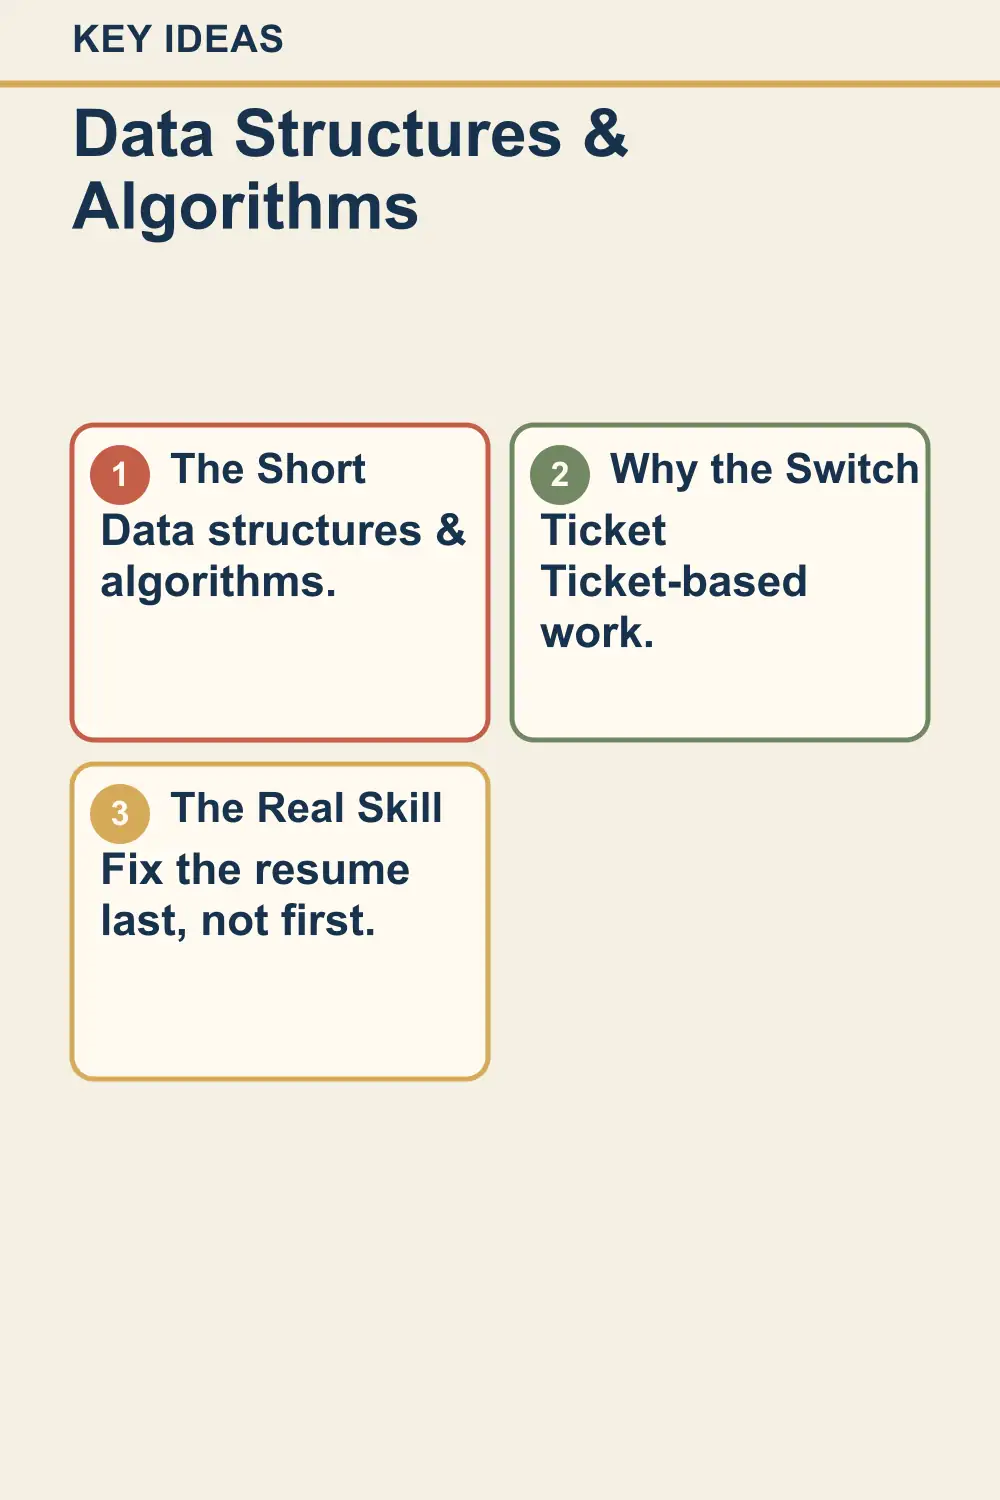 KEY IDEAS
Data Structures &
Algorithms
1 The Short
Data structures &
algorithms.
2 Why the Switch
Ticket
Ticket-based
work.
3 The Real Skill
Fix the resume
last, not first.